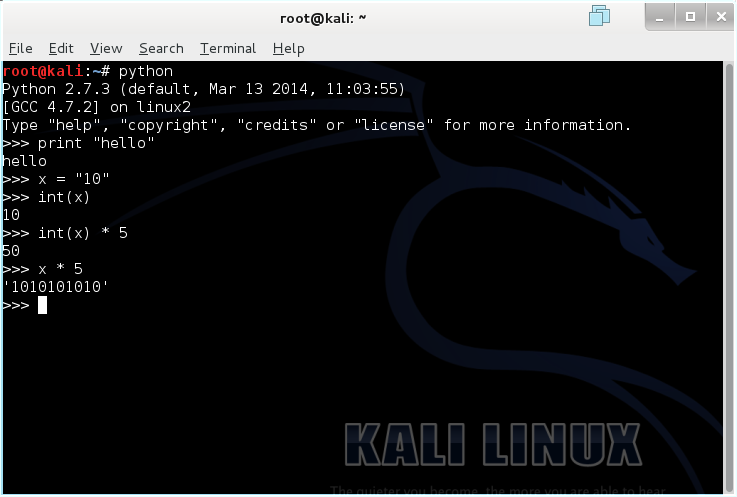 root@kali: ~
File Edit View Search Terminal Help
root@kali:~# python
Python 2.7.3 (default, Mar 13 2014, 11:03:55)
[GCC 4.7.2] on linux2
Type "help", "copyright", "credits" or "license" for more information.
>>> print "hello"
hello
>>> x = "10"
>>> int(x)
10
>>> int(x) * 5
50
>>> x * 5
'1010101010'
>>>
KALI LINUX
The quieter you become, the more you are able to hear